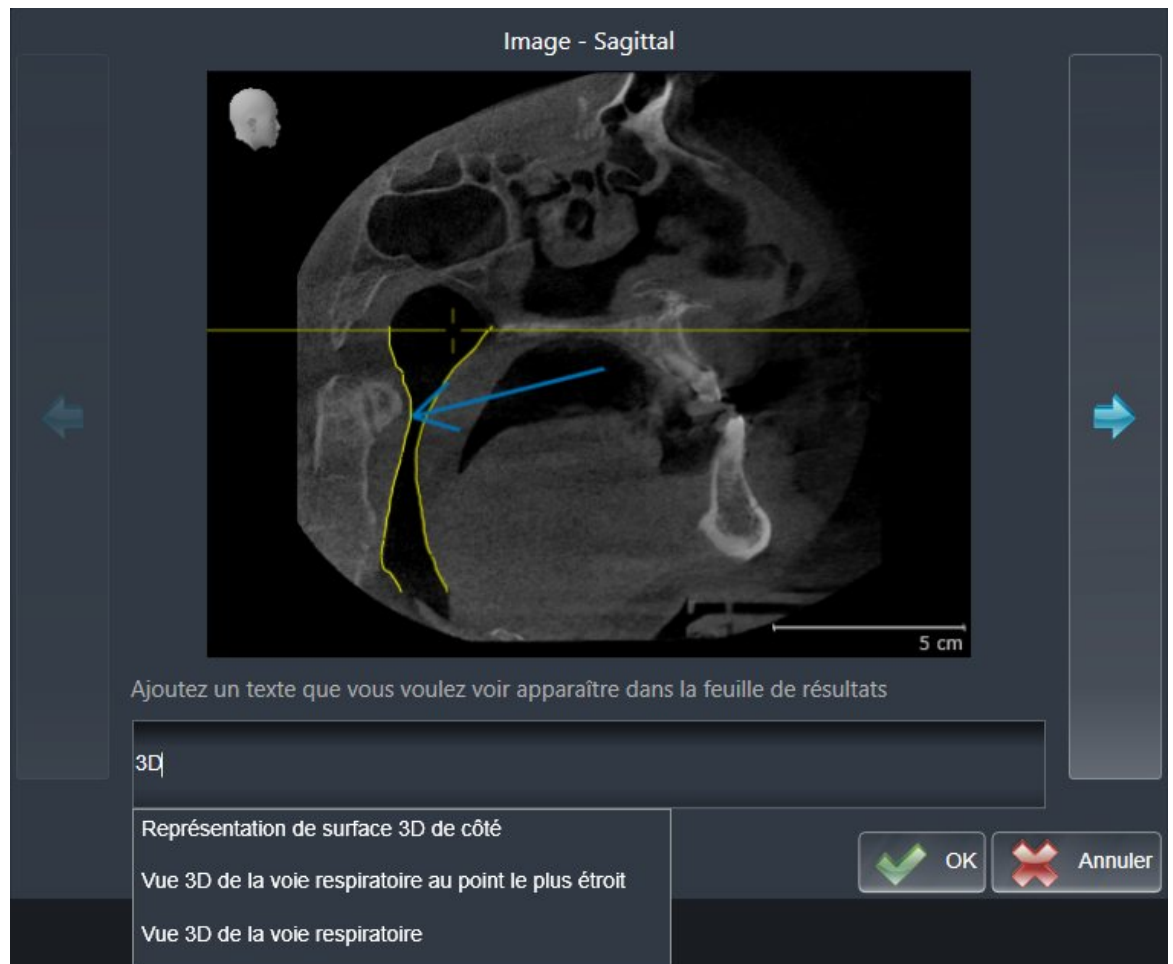 Image - Sagittal
5 cm
Ajoutez un texte que vous voulez voir apparaître dans la feuille de résultats
3D
Représentation de surface 3D de côté
Vue 3D de la voie respiratoire au point le plus étroit
Vue 3D de la voie respiratoire
OK
Annuler